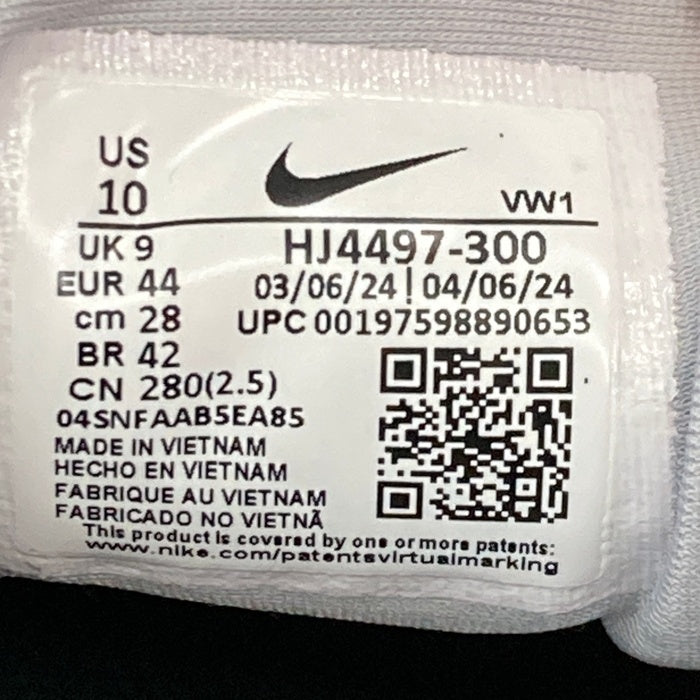 US
10
VW1
UK 9
HJ4497-300
EUR 44
03/06/24 | 04/06/24
cm 28
UPC 00197598890653
BR 42
CN 280(2.5)
04SNFAAB5EA85
MADE IN VIETNAM
HECHO EN VIETNAM
FABRIQUE AU VIETNAM
FABRICADO NO VIETNÃ
This product is covered by one or more patents:
www.nike.com/patentsvirtualmarking